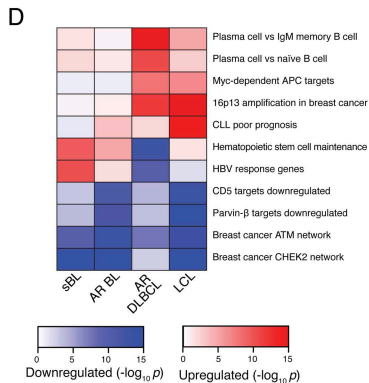 D
Plasma cell vs IgM memory B cell
Plasma cell vs naïve B cell
Myc-dependent APC targets
16p13 amplification in breast cancer
CLL poor prognosis
Hematopoietic stem cell maintenance
HBV response genes
CD5 targets downregulated
Parvin-β targets downregulated
Breast cancer ATM network
Breast cancer CHEK2 network
sBL
AR BL
AR
DLBCL
LCL
0 5 10 15
Downregulated (-log10 p)
0 5 10 15
Upregulated (-log10 p)